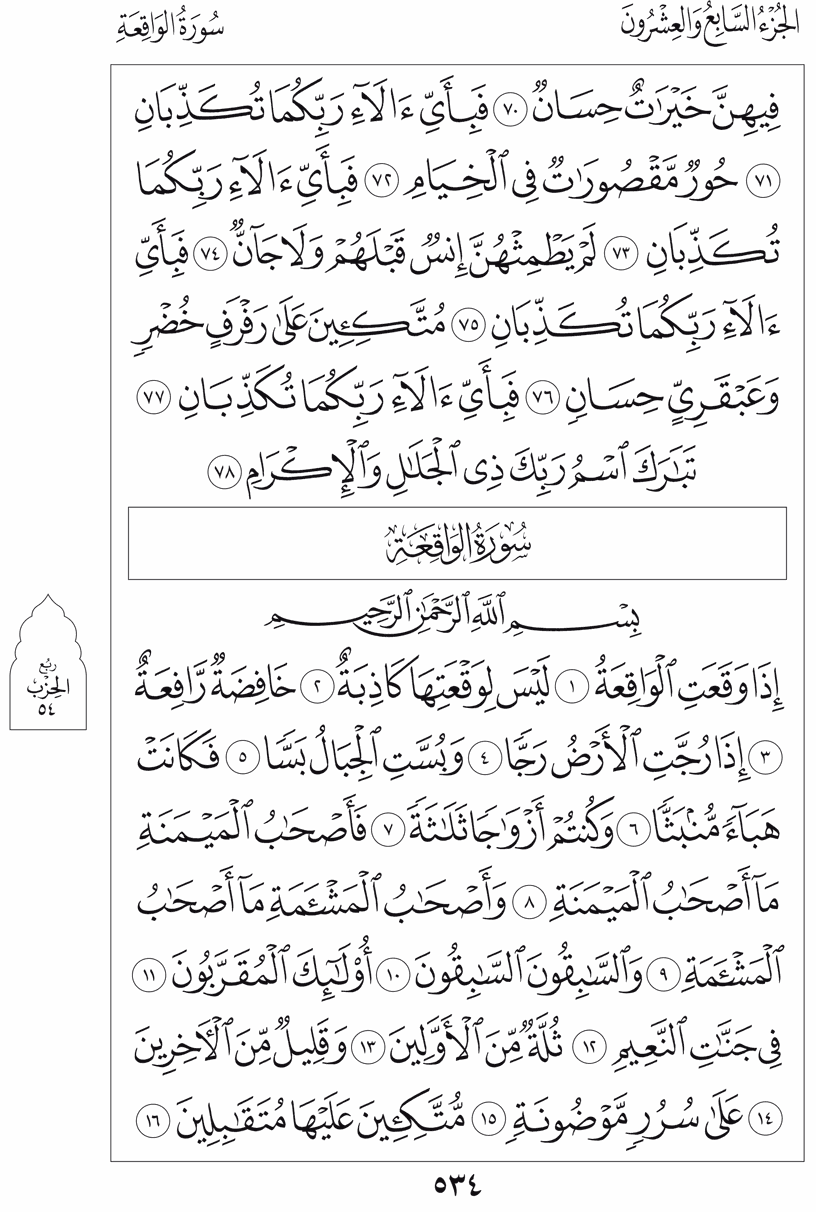 الجُزْءُ السَّابِعُ وَالعِشْرُونَ
سُورَةُ الوَاقِعَةِ
فِيهِنَّ خَيْرَٰتٌ حِسَانٌ ٧٠ فَبِأَيِّ ءَالَآءِ رَبِّكُمَا تُكَذِّبَانِ
٧١ حُورٌ مَّقْصُورَٰتٌ فِى ٱلْخِيَامِ ٧٢ فَبِأَيِّ ءَالَآءِ رَبِّكُمَا
تُكَذِّبَانِ ٧٣ لَمْ يَطْمِثْهُنَّ إِنسٌ قَبْلَهُمْ وَلَا جَآنٌّ ٧٤ فَبِأَيِّ
ءَالَآءِ رَبِّكُمَا تُكَذِّبَانِ ٧٥ مُتَّكِـِٔينَ عَلَىٰ رَفْرَفٍ خُضْرٍ
وَعَبْقَرِيٍّ حِسَانٍ ٧٦ فَبِأَيِّ ءَالَآءِ رَبِّكُمَا تُكَذِّبَانِ ٧٧
تَبَٰرَكَ ٱسْمُ رَبِّكَ ذِى ٱلْجَلَٰلِ وَٱلْإِكْرَامِ ٧٨
سُورَةُ الوَاقِعَةِ
بِسْمِ ٱللَّهِ ٱلرَّحْمَٰنِ ٱلرَّحِيمِ
إِذَا وَقَعَتِ ٱلْوَاقِعَةُ ١ لَيْسَ لِوَقْعَتِهَا كَاذِبَةٌ ٢ خَافِضَةٌ رَّافِعَةٌ
٣ إِذَا رُجَّتِ ٱلْأَرْضُ رَجًّا ٤ وَبُسَّتِ ٱلْجِبَالُ بَسًّا ٥ فَكَانَتْ
هَبَآءً مُّنۢبَثًّا ٦ وَكُنتُمْ أَزْوَٰجًا ثَلَٰثَةً ٧ فَأَصْحَٰبُ ٱلْمَيْمَنَةِ
مَآ أَصْحَٰبُ ٱلْمَيْمَنَةِ ٨ وَأَصْحَٰبُ ٱلْمَشْـَٔمَةِ مَآ أَصْحَٰبُ
ٱلْمَشْـَٔمَةِ ٩ وَٱلسَّٰبِقُونَ ٱلسَّٰبِقُونَ ١٠ أُو۟لَٰٓئِكَ ٱلْمُقَرَّبُونَ ١١
فِى جَنَّٰتِ ٱلنَّعِيمِ ١٢ ثُلَّةٌ مِّنَ ٱلْأَوَّلِينَ ١٣ وَقَلِيلٌ مِّنَ ٱلْـَٔاخِرِينَ
١٤ عَلَىٰ سُرُرٍ مَّوْضُونَةٍ ١٥ مُّتَّكِـِٔينَ عَلَيْهَا مُتَقَٰبِلِينَ ١٦
رُبُع
الحِزْب
٥٤
٥٣٤